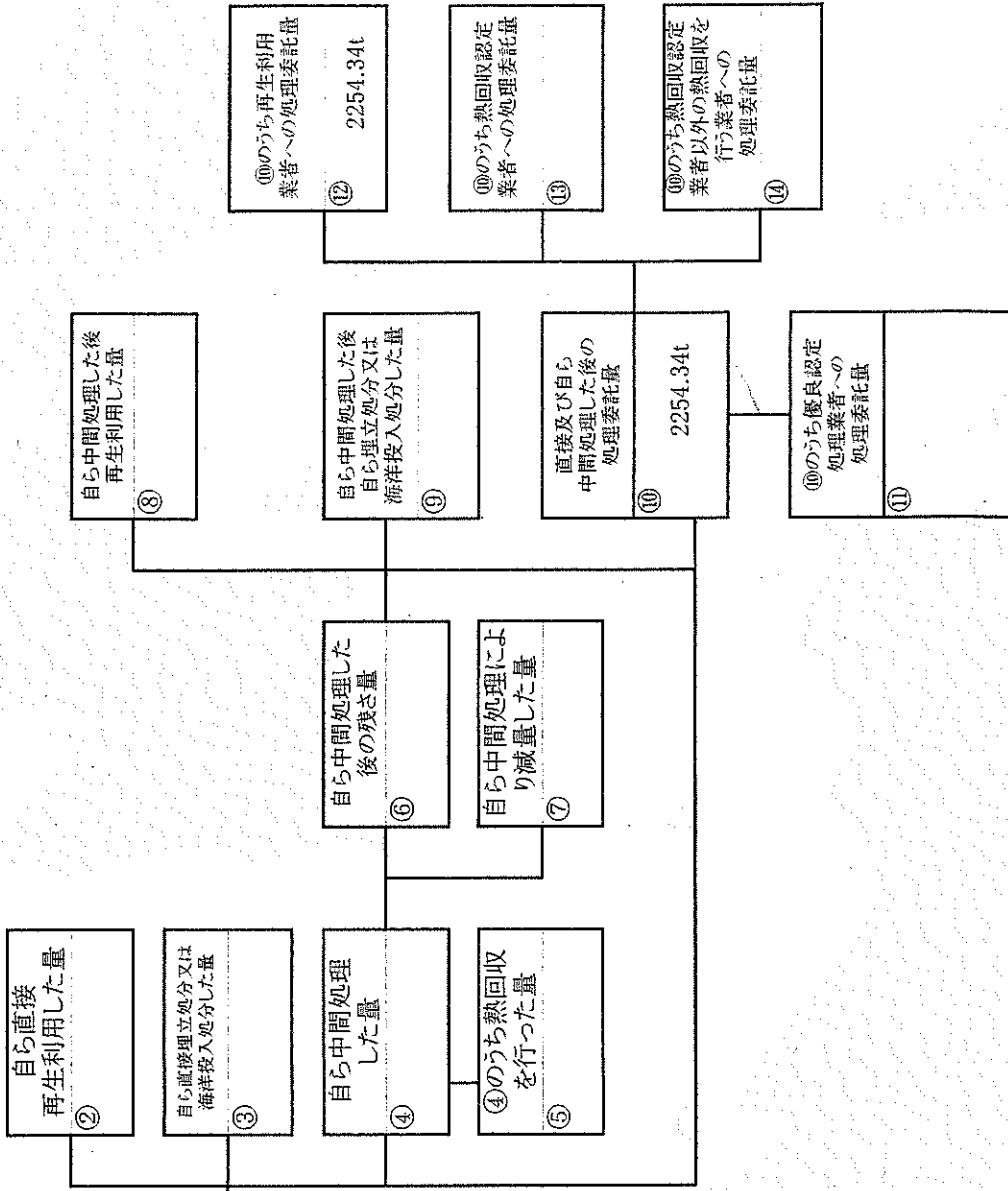 自ら直接
再生利用した量
②
自ら直接埋立処分又は
海洋投入処分した量
③
自ら中間処理
した量
④
④のうち熱回収
を行った量
⑤
自ら中間処理した
後の残さ量
⑥
自ら中間処理によ
り減量した量
⑦
自ら中間処理した後
再生利用した量
⑧
自ら中間処理した後
自ら埋立処分又は
海洋投入処分した量
⑨
直接及び自ら
中間処理した後の
処理委託量
⑩
2254.34t
⑩のうち優良認定
処理業者への
処理委託量
⑪
⑩のうち再生利用
業者への処理委託量
⑫
2254.34t
⑩のうち熱回収認定
業者への処理委託量
⑬
⑩のうち熱回収認定
業者以外の熱回収を
行う業者への
処理委託量
⑭